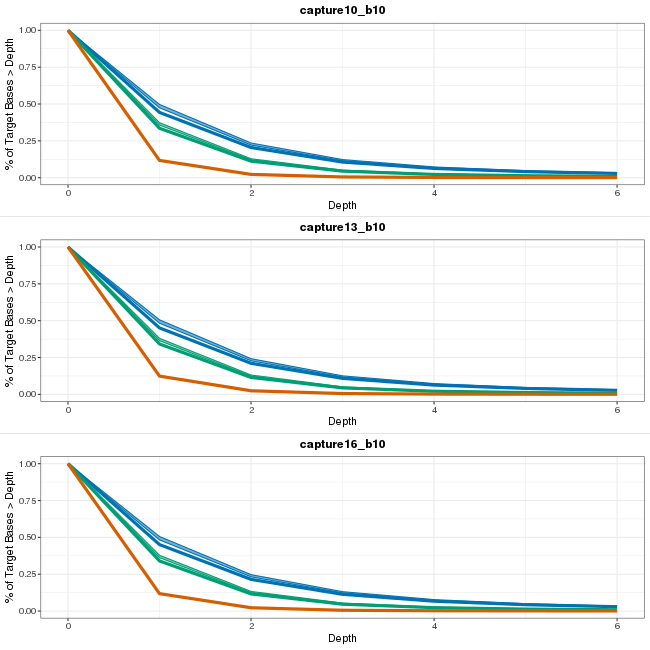 capture10_b10
1.00
0.75
0.50
0.25
0.00
% of Target Bases > Depth
0 2 4 6
Depth
capture13_b10
1.00
0.75
0.50
0.25
0.00
% of Target Bases > Depth
0 2 4 6
Depth
capture16_b10
1.00
0.75
0.50
0.25
0.00
% of Target Bases > Depth
0 2 4 6
Depth